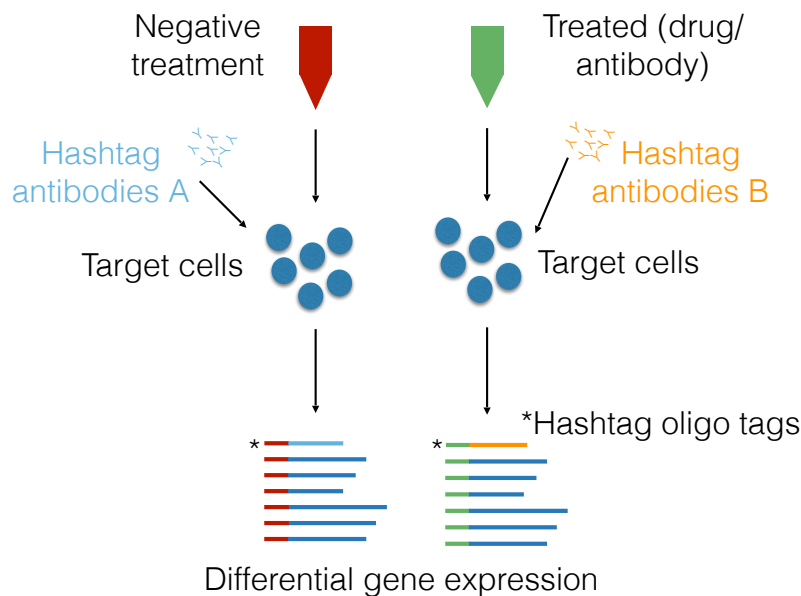 Negative
treatment
Treated (drug/
antibody)
Hashtag
antibodies A
Hashtag
antibodies B
Target cells
Target cells
*
*
*Hashtag oligo tags
Differential gene expression